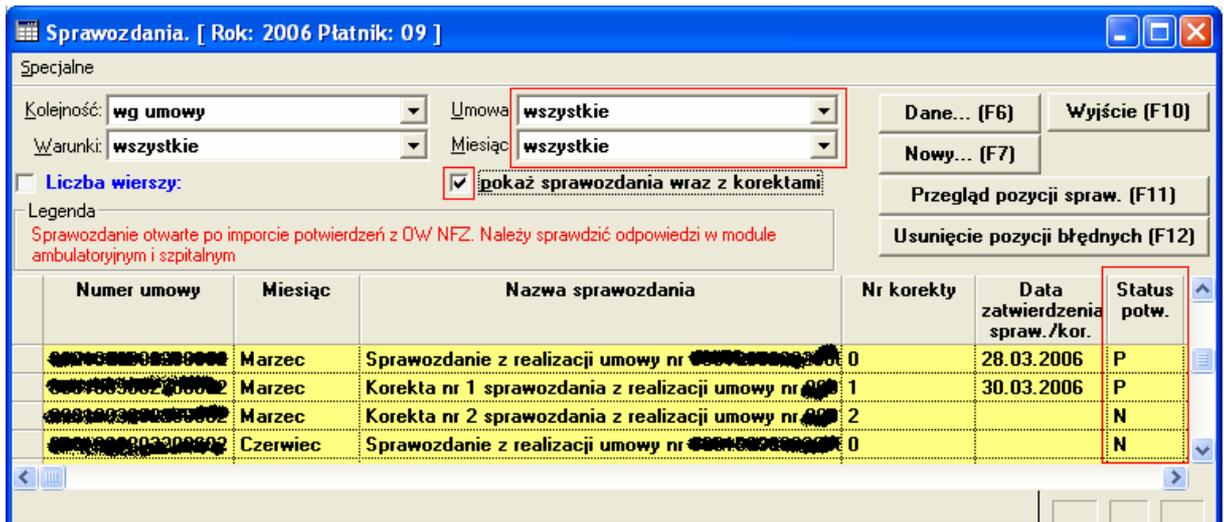 Sprawozdania. [ Rok: 2006 Płatnik: 09 ]
Specjalne
Kolejność: wg umowy
Umowa wszystkie
Dane... (F6)
Wyjście (F10)
Warunki: wszystkie
Miesiąc wszystkie
Nowy... (F7)
Liczba wierszy:
pokaż sprawozdania wraz z korektami
Przegląd pozycji spraw. (F11)
Legenda
Sprawozdanie otwarte po imporcie potwierdzeń z OW NFZ. Należy sprawdzić odpowiedzi w module
ambulatoryjnym i szpitalnym
Usunięcie pozycji błędnych (F12)
Numer umowy Miesiąc Nazwa sprawozdania Nr korekty Data Status
zatwierdzenia potw.
spraw./kor.
Marzec Sprawozdanie z realizacji umowy nr 0 28.03.2006 P
Marzec Korekta nr 1 sprawozdania z realizacji umowy nr 1 30.03.2006 P
Marzec Korekta nr 2 sprawozdania z realizacji umowy nr 2 N
Czerwiec Sprawozdanie z realizacji umowy nr 0 N